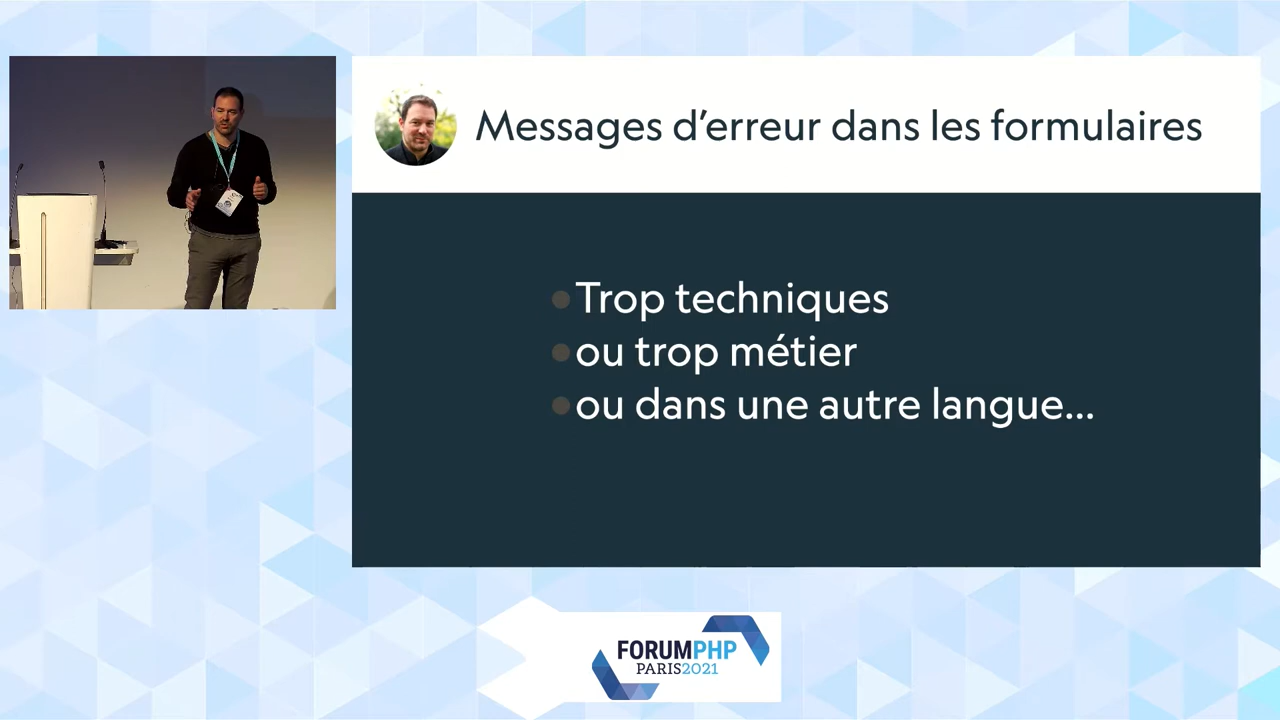 Messages d’erreur dans les formulaires
Trop techniques
ou trop métier
ou dans une autre langue...
FORUMPHP
PARIS2021